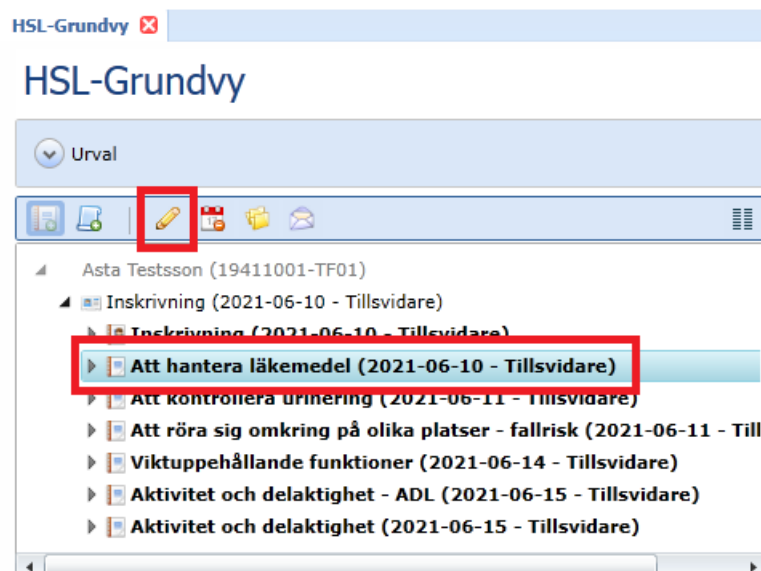 HSL-Grundvy
HSL-Grundvy
Urval
Asta Testsson (19411001-TF01)
Inskrivning (2021-06-10 - Tillsvidare)
Inskrivning (2021-06-10 - Tillsvidare)
Att hantera läkemedel (2021-06-10 - Tillsvidare)
Att kontrollera urinering (2021-06-11 - Tillsvidare)
Att röra sig omkring på olika platser - fallrisk (2021-06-11 - Till
Viktuppehållande funktioner (2021-06-14 - Tillsvidare)
Aktivitet och delaktighet - ADL (2021-06-15 - Tillsvidare)
Aktivitet och delaktighet (2021-06-15 - Tillsvidare)